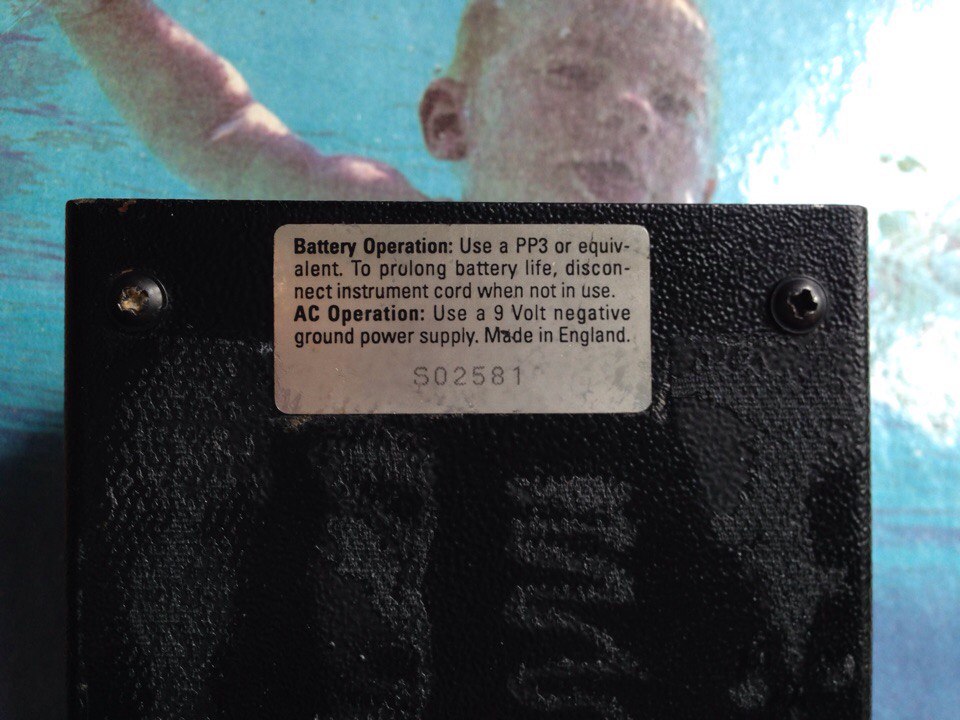 Battery Operation: Use a PP3 or equiv-
alent. To prolong battery life, discon-
nect instrument cord when not in use.
AC Operation: Use a 9 Volt negative
ground power supply. Made in England.
S02581